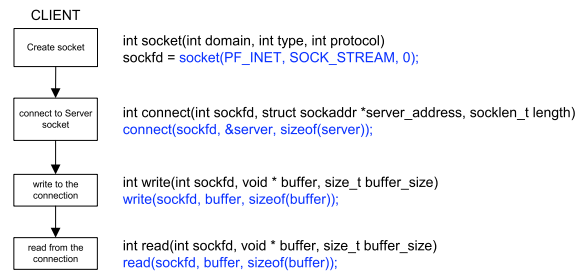 CLIENT
Create socket
int socket(int domain, int type, int protocol)
sockfd = socket(PF_INET, SOCK_STREAM, 0);
connect to Server
socket
int connect(int sockfd, struct sockaddr *server_address, socklen_t length)
connect(sockfd, &server, sizeof(server));
write to the
connection
int write(int sockfd, void * buffer, size_t buffer_size)
write(sockfd, buffer, sizeof(buffer));
read from the
connection
int read(int sockfd, void * buffer, size_t buffer_size)
read(sockfd, buffer, sizeof(buffer));